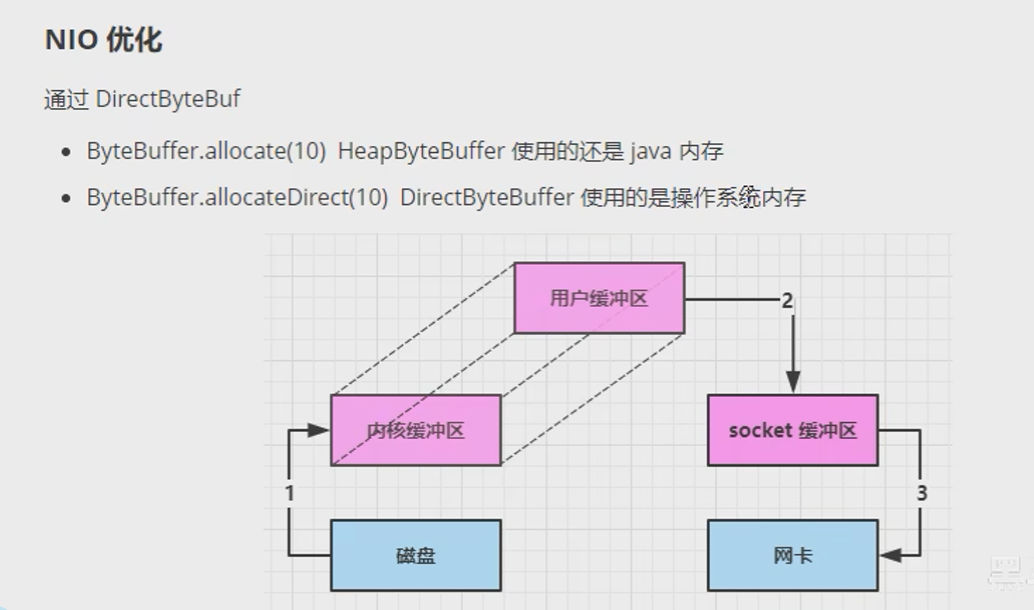 NIO 优化
通过 DirectByteBuf
ByteBuffer.allocate(10) HeapByteBuffer 使用的还是 java 内存
ByteBuffer.allocateDirect(10) DirectByteBuffer 使用的是操作系统内存
用户缓冲区
2
内核缓冲区
socket 缓冲区
1
3
磁盘
网卡